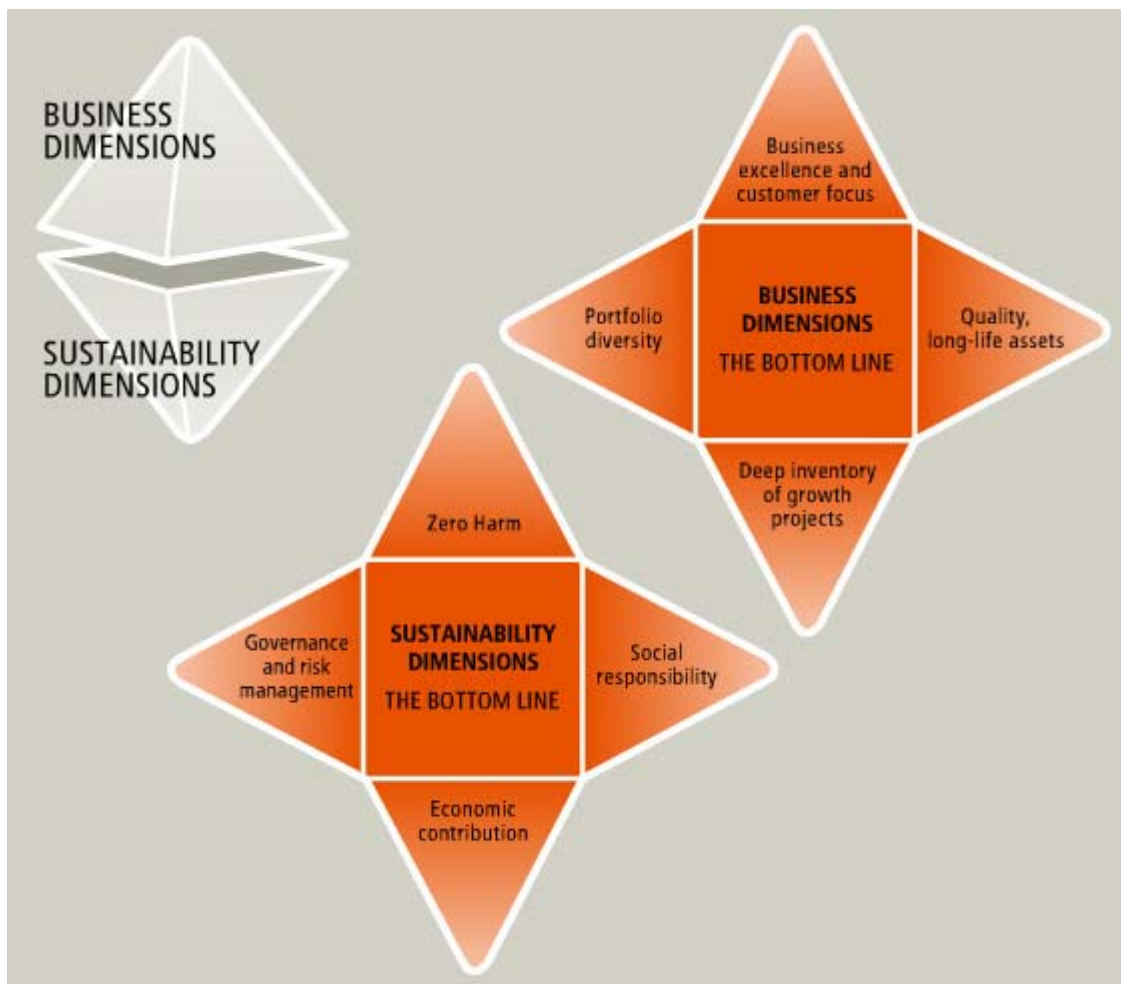 BUSINESS
DIMENSIONS
SUSTAINABILITY
DIMENSIONS
Business
excellence and
customer focus
Portfolio
diversity
BUSINESS
DIMENSIONS
THE BOTTOM LINE
Quality,
long-life assets
Deep inventory
of growth
projects
Zero Harm
Governance
and risk
management
SUSTAINABILITY
DIMENSIONS
THE BOTTOM LINE
Social
responsibility
Economic
contribution